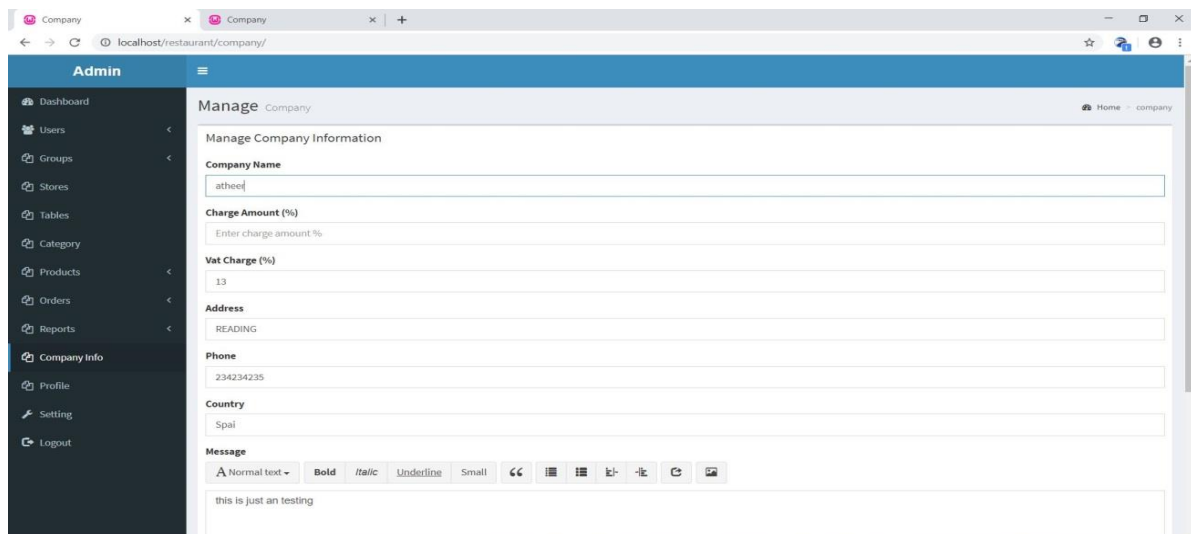 Company
Company
localhost/restaurant/company/
Admin
Dashboard
Users
Groups
Stores
Tables
Category
Products
Orders
Reports
Company Info
Profile
Setting
Logout
Manage Company
Home > company
Manage Company Information
Company Name
atheer
Charge Amount (%)
Enter charge amount %
Vat Charge (%)
13
Address
READING
Phone
234234235
Country
Spai
Message
A Normal text Bold Italic Underline Small
this is just an testing